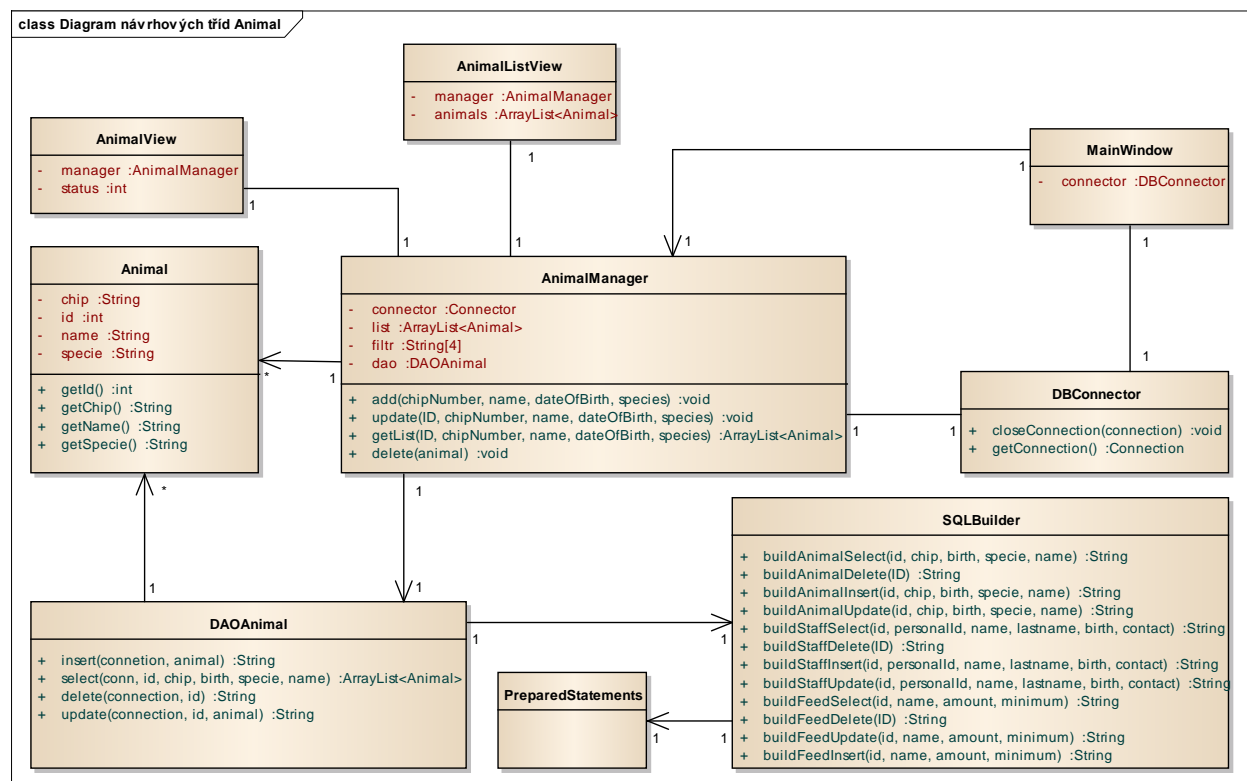 class Diagram návrhových tříd Animal
AnimalListView
- manager :AnimalManager
- animals :ArrayList<Animal>
1
AnimalView
- manager :AnimalManager
- status :int
1
MainWindow
- connector :DBConnector
1
1
Animal
- chip :String
- id :int
- name :String
- specie :String
+ getId() :int
+ getChip() :String
+ getName() :String
+ getSpecie() :String
*
*
1
1
1
AnimalManager
- connector :Connector
- list :ArrayList<Animal>
- filtr :String[4]
- dao :DAOAnimal
+ add(chipNumber, name, dateOfBirth, species) :void
+ update(ID, chipNumber, name, dateOfBirth, species) :void
+ getList(ID, chipNumber, name, dateOfBirth, species) :ArrayList<Animal>
+ delete(animal) :void
1
1
1
1
1
DBConnector
+ closeConnection(connection) :void
+ getConnection() :Connection
SQLBuilder
+ buildAnimalSelect(id, chip, birth, specie, name) :String
+ buildAnimalDelete(ID) :String
+ buildAnimalInsert(id, chip, birth, specie, name) :String
+ buildAnimalUpdate(id, chip, birth, specie, name) :String
+ buildStaffSelect(id, personalId, name, lastname, birth, contact) :String
+ buildStaffDelete(ID) :String
+ buildStaffInsert(id, personalId, name, lastname, birth, contact) :String
+ buildStaffUpdate(id, personalId, name, lastname, birth, contact) :String
+ buildFeedSelect(id, name, amount, minimum) :String
+ buildFeedDelete(ID) :String
+ buildFeedUpdate(id, name, amount, minimum) :String
+ buildFeedInsert(id, name, amount, minimum) :String
1
1
DAOAnimal
+ insert(connetion, animal) :String
+ select(conn, id, chip, birth, specie, name) :ArrayList<Animal>
+ delete(connection, id) :String
+ update(connection, id, animal) :String
1
1
PreparedStatements
1
1